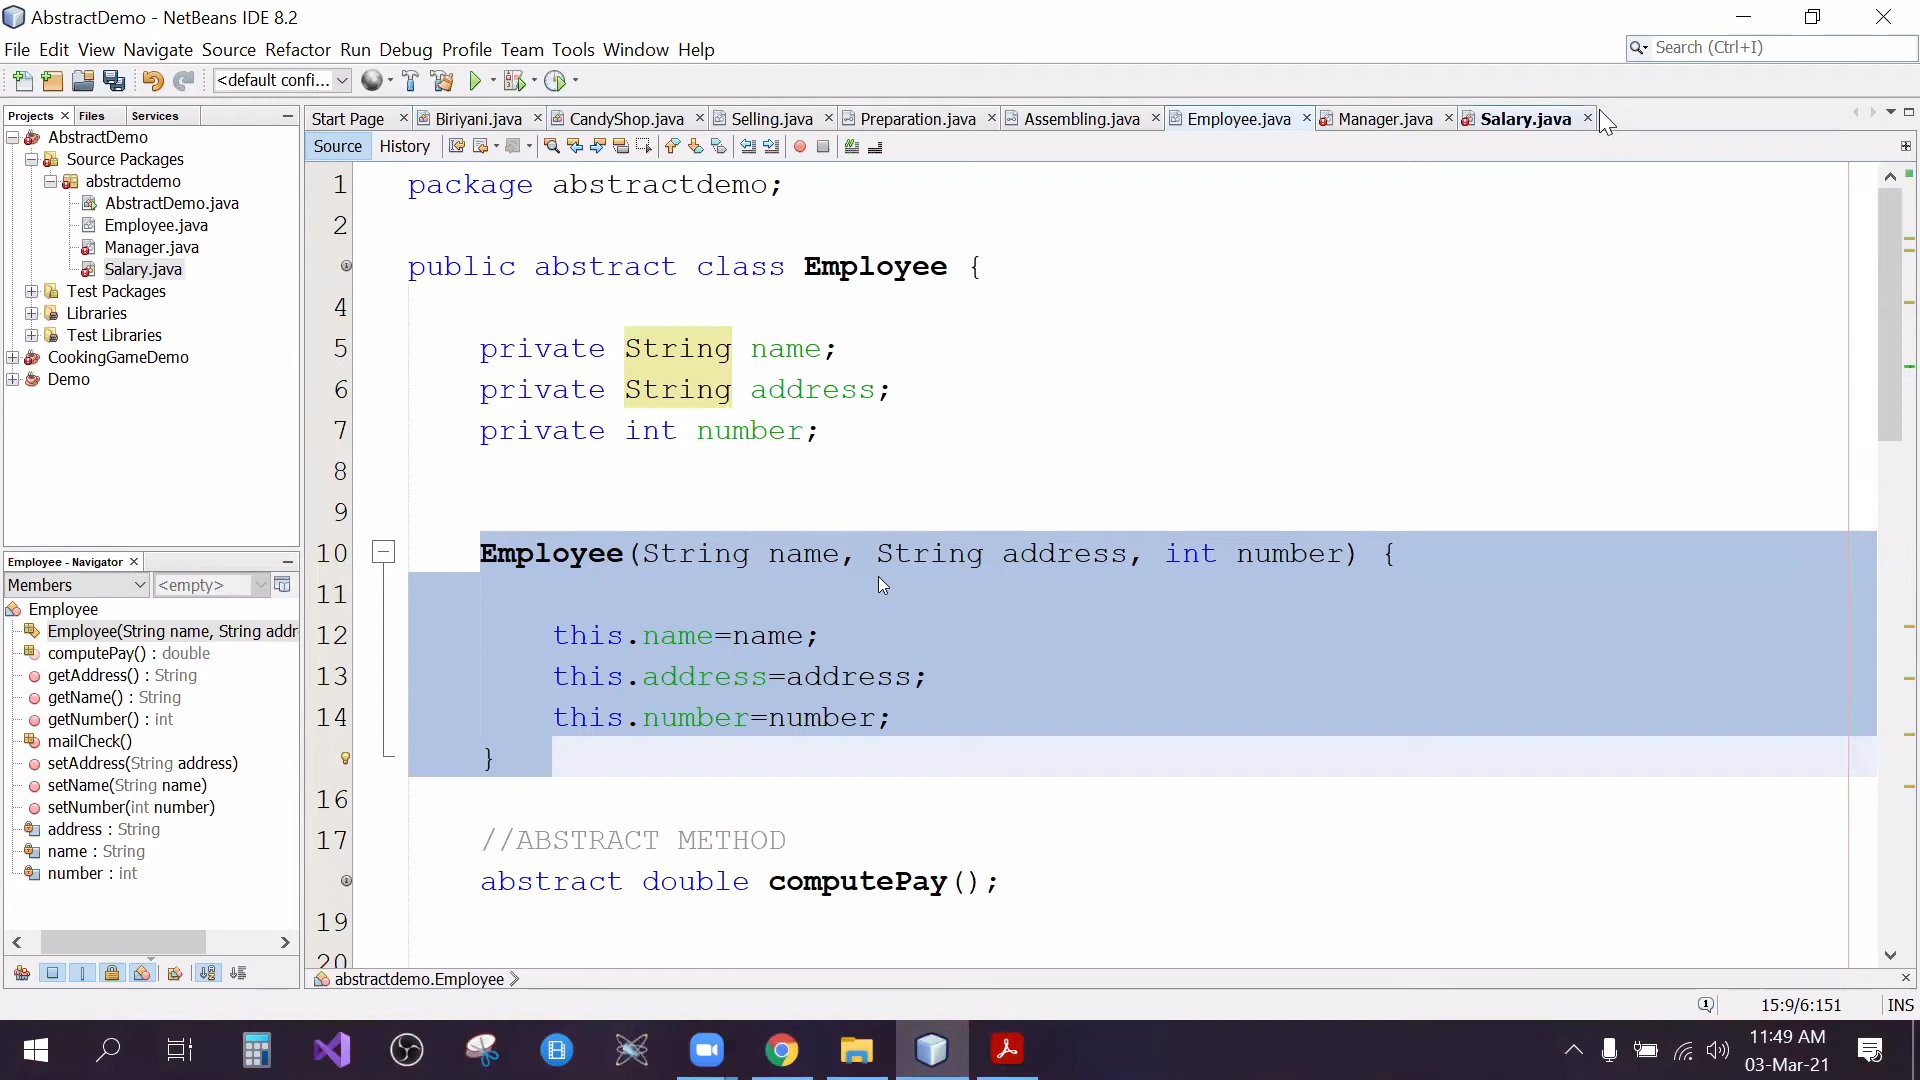 AbstractDemo - NetBeans IDE 8.2
File Edit View Navigate Source Refactor Run Debug Profile Team Tools Window Help
Search (Ctrl+I)
<default confi...
Projects Files Services
Start Page Biriyani.java CandyShop.java Selling.java Preparation.java Assembling.java Employee.java Manager.java Salary.java
Source History
AbstractDemo
Source Packages
abstractdemo
AbstractDemo.java
Employee.java
Manager.java
Salary.java
Test Packages
Libraries
Test Libraries
CookingGameDemo
Demo
Employee - Navigator
Members <empty>
Employee
Employee(String name, String addr
computePay() : double
getAddress() : String
getName() : String
getNumber() : int
mailCheck()
setAddress(String address)
setName(String name)
setNumber(int number)
address : String
name : String
number : int
1 package abstractdemo;
2
public abstract class Employee {
4
5 private String name;
6 private String address;
7 private int number;
8
9
10 Employee(String name, String address, int number) {
11
12 this.name=name;
13 this.address=address;
14 this.number=number;
}
16
17 //ABSTRACT METHOD
abstract double computePay();
19
20
abstractdemo.Employee
15:9/6:151 INS
11:49 AM
03-Mar-21